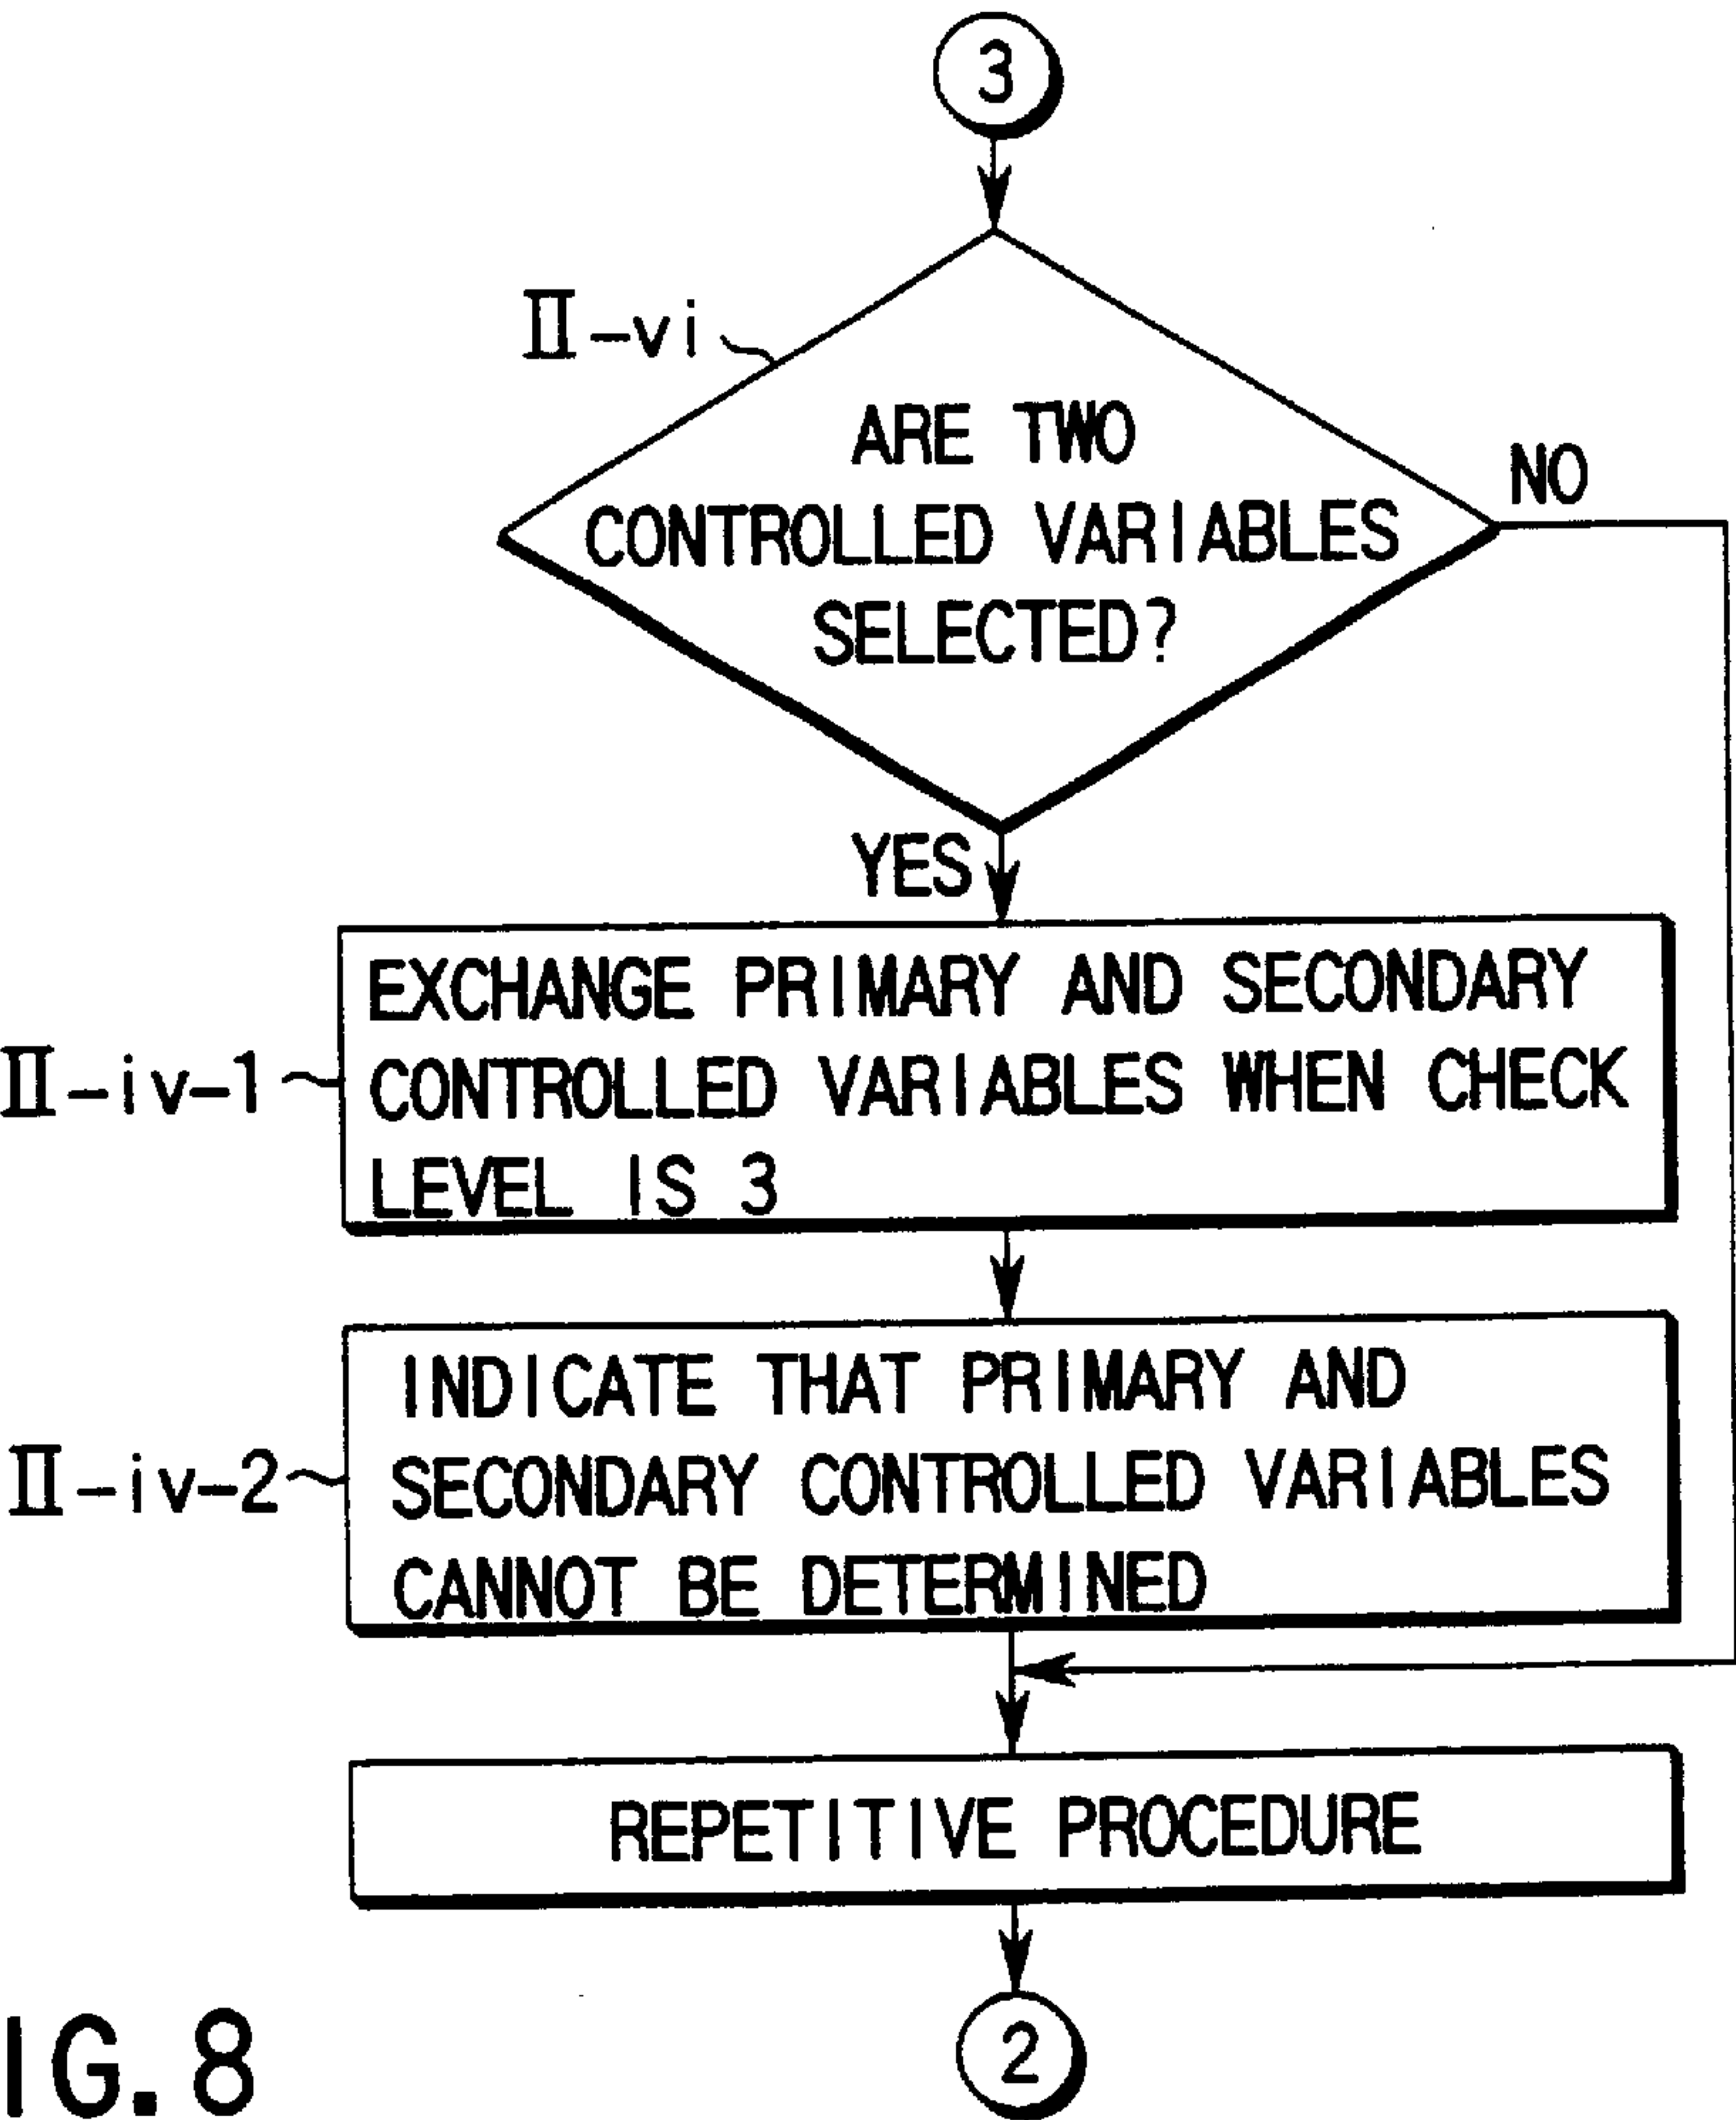 3
II-vi
ARE TWO
CONTROLLED VARIABLES
SELECTED?
NO
YES
II-iv-1
EXCHANGE PRIMARY AND SECONDARY
CONTROLLED VARIABLES WHEN CHECK
LEVEL IS 3
II-iv-2
INDICATE THAT PRIMARY AND
SECONDARY CONTROLLED VARIABLES
CANNOT BE DETERMINED
REPETITIVE PROCEDURE
2
IG. 8